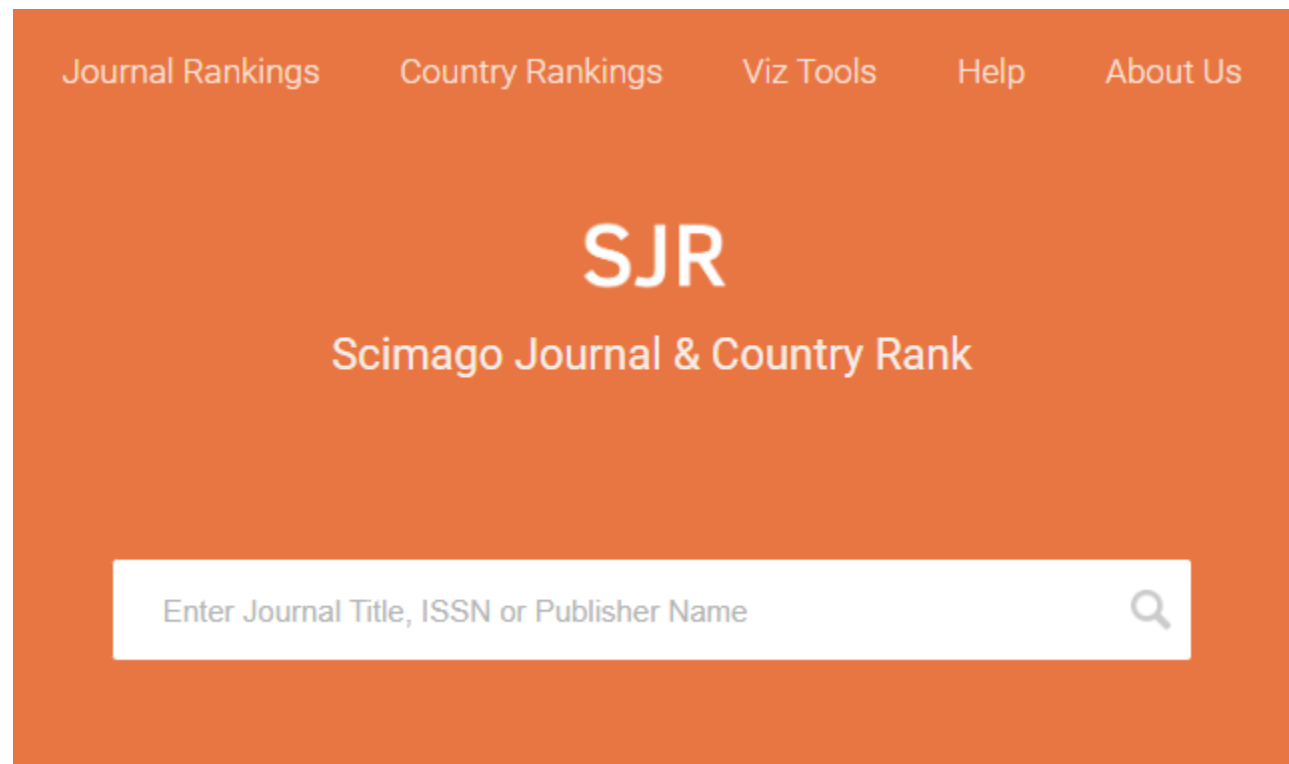 Journal Rankings Country Rankings Viz Tools Help About Us
SJR
Scimago Journal & Country Rank
Enter Journal Title, ISSN or Publisher Name